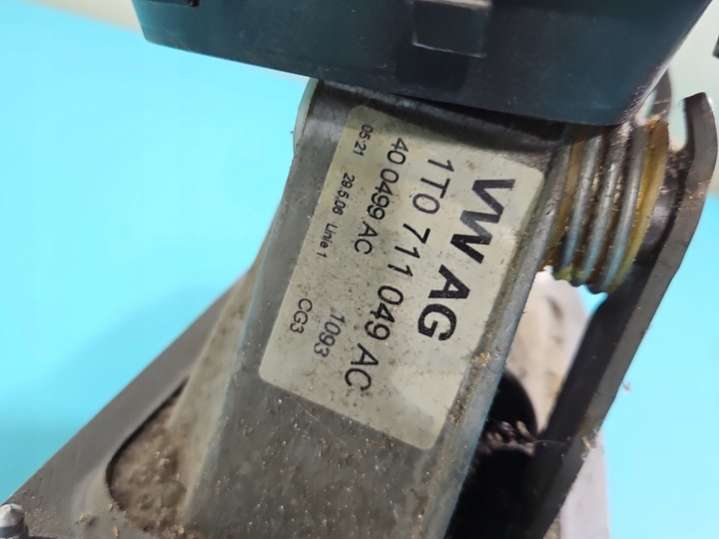 VW AG
1T0 711 049 AC
40 0499 AC 1093
05:21 29.5.06 Linie 1 CG3